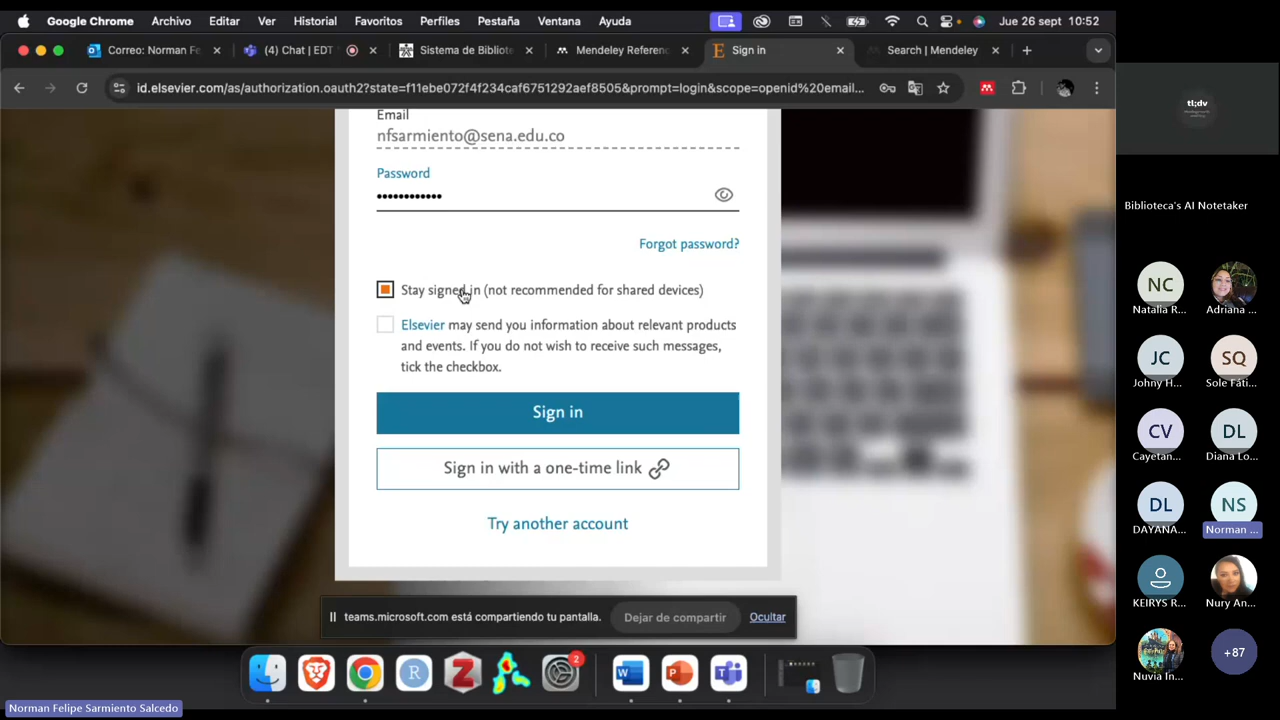 Google Chrome Archivo Editar Ver Historial Favoritos Perfiles Pestaña Ventana Ayuda Jue 26 sept 10:52
Correo: Norman Fe
(4) Chat | EDT
Sistema de Bibliote
Mendeley Referenc
Sign in
Search | Mendeley
id.elsevier.com/as/authorization.oauth2?state=f11ebe072f4f234caf6751292aef8505&prompt=login&scope=openid%20email...
Email
nfsarmiento@sena.edu.co
Password
••••••••••••
Forgot password?
Stay signed in (not recommended for shared devices)
Elsevier may send you information about relevant products
and events. If you do not wish to receive such messages,
tick the checkbox.
Sign in
Sign in with a one-time link
Try another account
teams.microsoft.com está compartiendo tu pantalla. Dejar de compartir Ocultar
2
Norman Felipe Sarmiento Salcedo
tl;dv
Biblioteca's AI Notetaker
NC
Natalia R... Adriana ...
JC SQ
Johny H... Sole Fáti...
CV DL
Cayetan... Diana Lo...
DL NS
DAYANA... Norman ...
KEIRYS R... Nury An...
+87
Nuvia In...